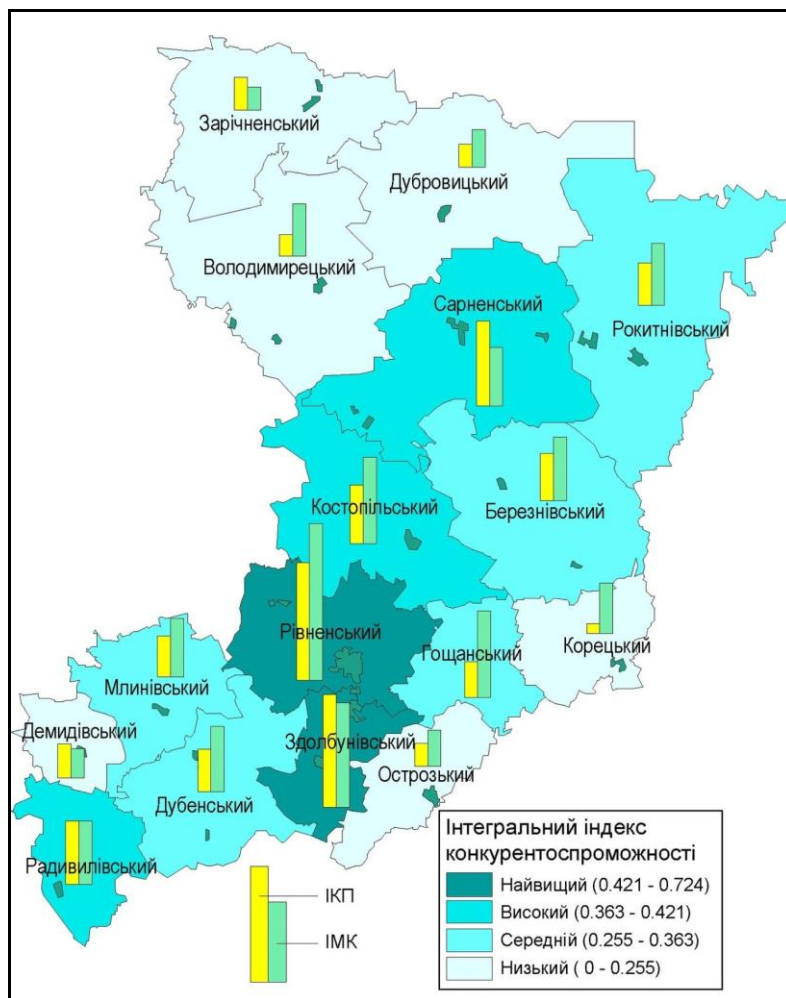 Зарічненський
Дубровицький
Володимирецький
Сарненський
Рокитнівський
Костопільський
Березнівський
Рівненський
Корецький
Гощанський
Млинівський
Демидівський
Здолбунівський
Острозький
Дубенський
Радивилівський
ІКП
ІМК
Інтегральний індекс
конкурентоспроможності
Найвищий (0.421 - 0.724)
Високий (0.363 - 0.421)
Середній (0.255 - 0.363)
Низький ( 0 - 0.255)